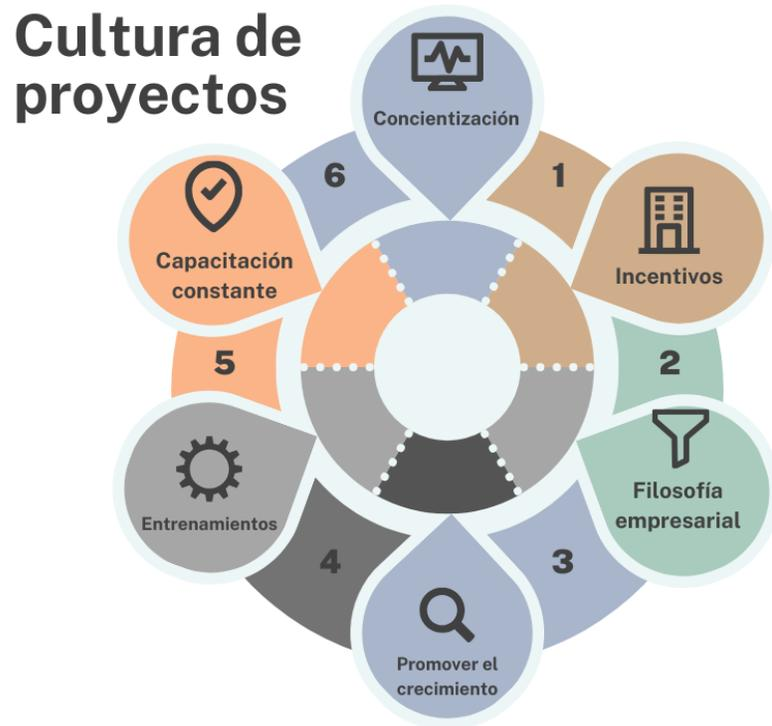 Cultura de
proyectos
Concientización
1
Incentivos
2
Filosofía
empresarial
3
Promover el
crecimiento
4
Entrenamientos
5
Capacitación
constante
6